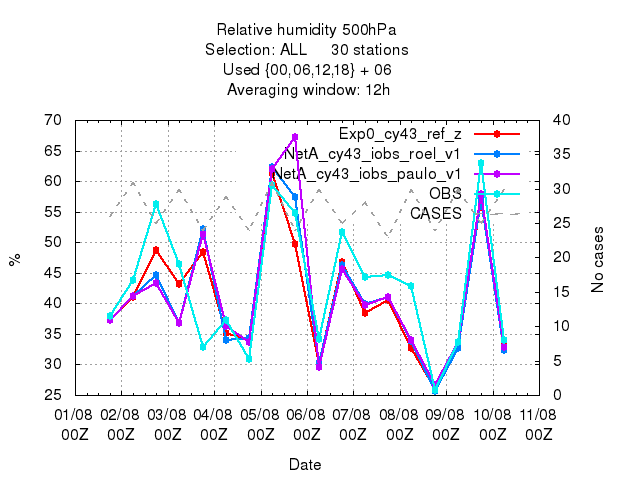 Relative humidity 500hPa
Selection: ALL 30 stations
Used {00,06,12,18} + 06
Averaging window: 12h
70
65
60
55
50
45
40
35
30
25
%
40
35
30
25
20
15
10
5
0
No cases
Exp0_cy43_ref_z
NetA_cy43_iobs_roel_v1
NetA_cy43_iobs_paulo_v1
OBS
CASES
01/08 02/08 03/08 04/08 05/08 06/08 07/08 08/08 09/08 10/08 11/08
00Z 00Z 00Z 00Z 00Z 00Z 00Z 00Z 00Z 00Z 00Z
Date